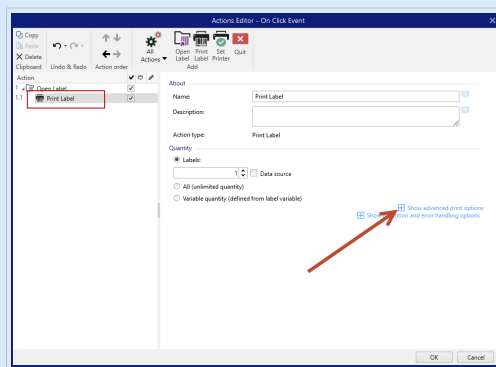 Actions Editor - On Click Event
Copy
Paste
Delete
Clipboard
Undo & Redo
Action order
All
Actions
Open
Label
Print
Label
Set
Printer
Quit
Add
Action
1 Open Label
1.1 Print Label
About
Name: Print Label
Description:
Action type: Print Label
Quantity
Labels:
1 Data source
All (unlimited quantity)
Variable quantity (defined from label variable)
Show advanced print options
Show and error handling options
OK Cancel